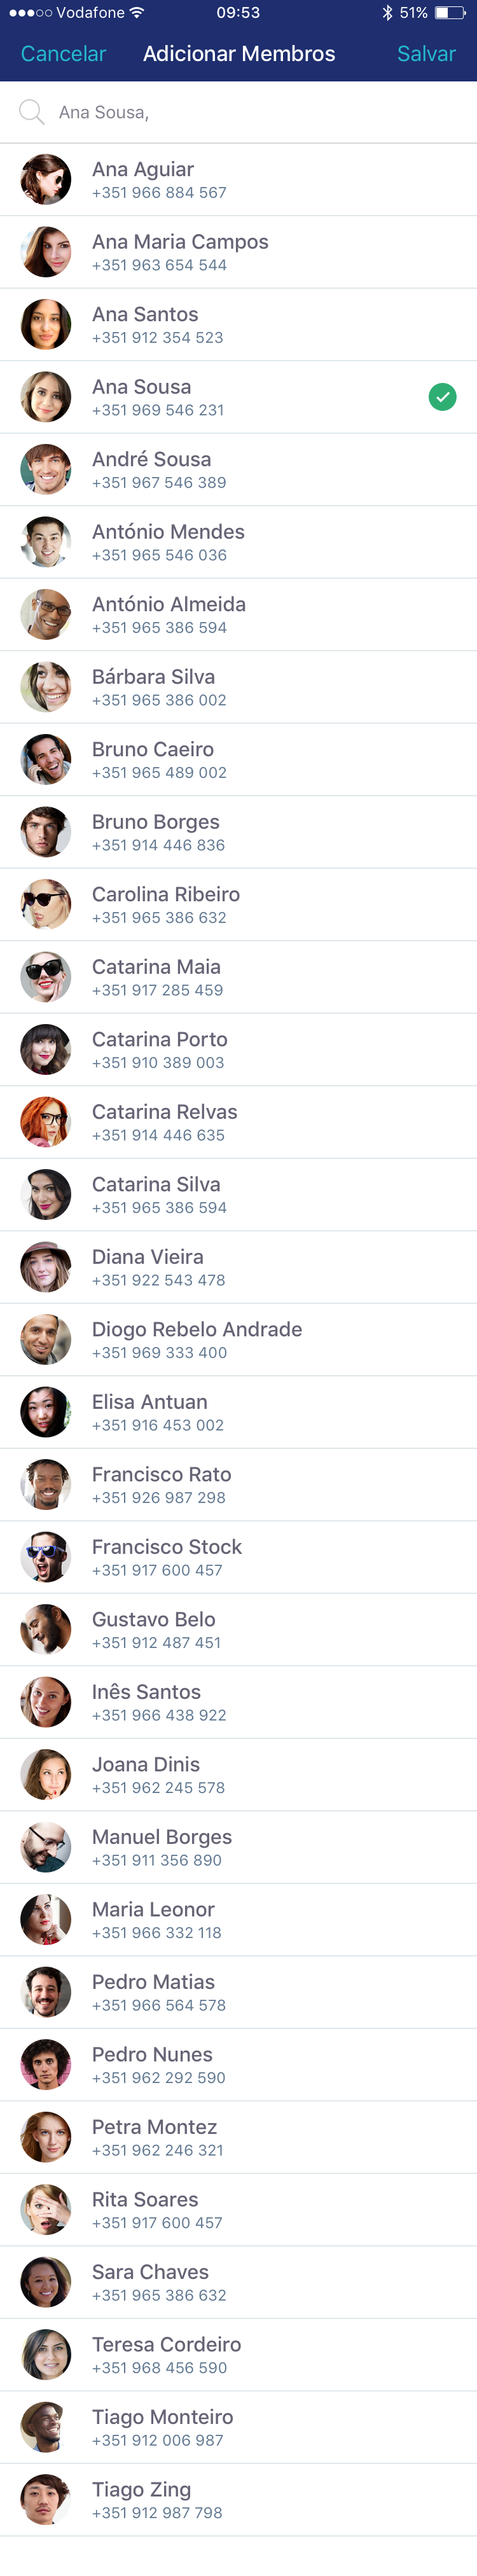 Vodafone 09:53 51%
Cancelar Adicionar Membros Salvar
Ana Sousa,
Ana Aguiar
+351 966 884 567
Ana Maria Campos
+351 963 654 544
Ana Santos
+351 912 354 523
Ana Sousa
+351 969 546 231
André Sousa
+351 967 546 389
António Mendes
+351 965 546 036
António Almeida
+351 965 386 594
Bárbara Silva
+351 965 386 002
Bruno Caeiro
+351 965 489 002
Bruno Borges
+351 914 446 836
Carolina Ribeiro
+351 965 386 632
Catarina Maia
+351 917 285 459
Catarina Porto
+351 910 389 003
Catarina Relvas
+351 914 446 635
Catarina Silva
+351 965 386 594
Diana Vieira
+351 922 543 478
Diogo Rebelo Andrade
+351 969 333 400
Elisa Antuan
+351 916 453 002
Francisco Rato
+351 926 987 298
Francisco Stock
+351 917 600 457
Gustavo Belo
+351 912 487 451
Inês Santos
+351 966 438 922
Joana Dinis
+351 962 245 578
Manuel Borges
+351 911 356 890
Maria Leonor
+351 966 332 118
Pedro Matias
+351 966 564 578
Pedro Nunes
+351 962 292 590
Petra Montez
+351 962 246 321
Rita Soares
+351 917 600 457
Sara Chaves
+351 965 386 632
Teresa Cordeiro
+351 968 456 590
Tiago Monteiro
+351 912 006 987
Tiago Zing
+351 912 987 798